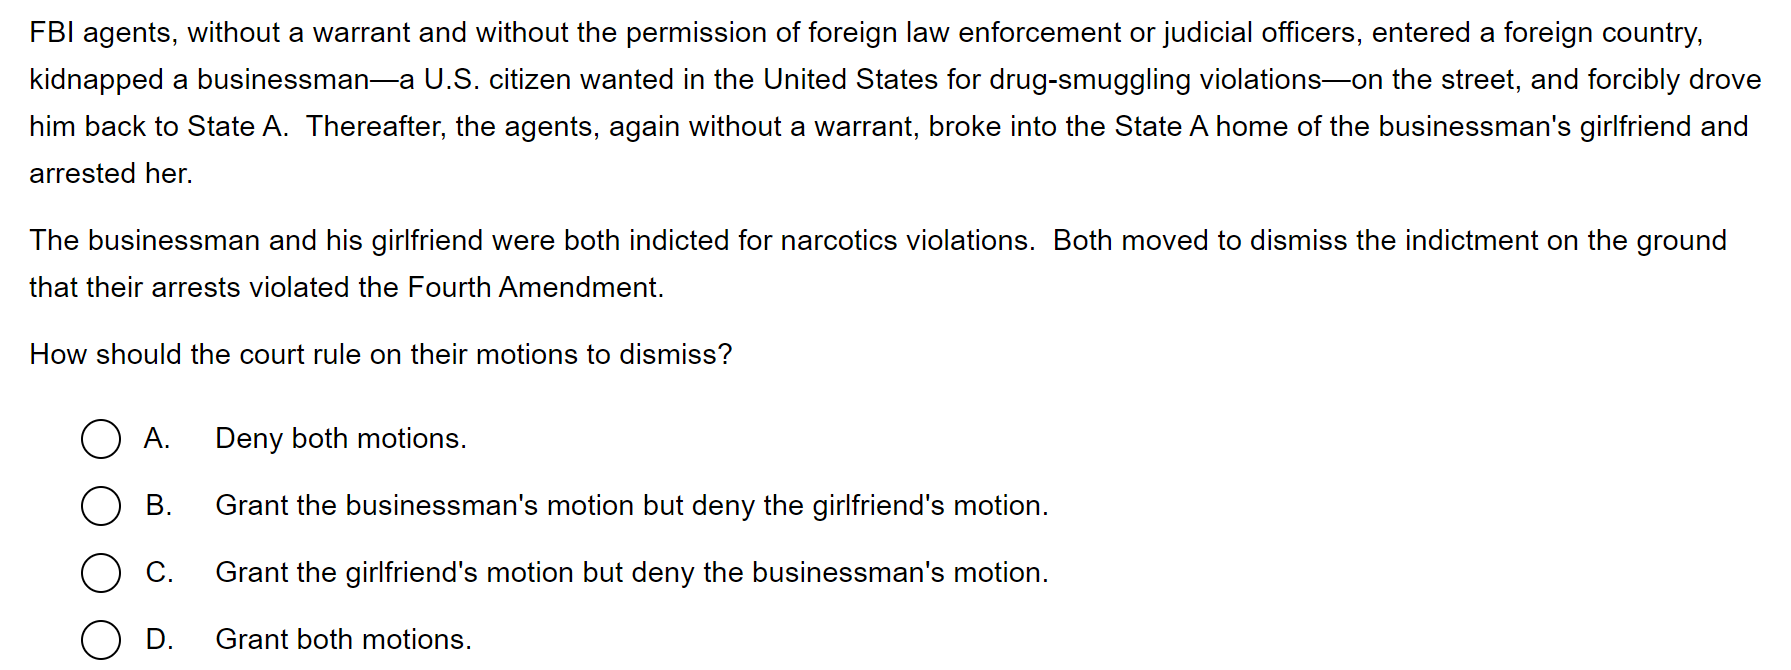 FBI agents, without a warrant and without the permission of foreign law enforcement or judicial officers, entered a foreign country,
kidnapped a businessman—a U.S. citizen wanted in the United States for drug-smuggling violations—on the street, and forcibly drove
him back to State A.  Thereafter, the agents, again without a warrant, broke into the State A home of the businessman's girlfriend and
arrested her.
The businessman and his girlfriend were both indicted for narcotics violations.  Both moved to dismiss the indictment on the ground
that their arrests violated the Fourth Amendment.
How should the court rule on their motions to dismiss?
A. Deny both motions.
B. Grant the businessman's motion but deny the girlfriend's motion.
C. Grant the girlfriend's motion but deny the businessman's motion.
D. Grant both motions.